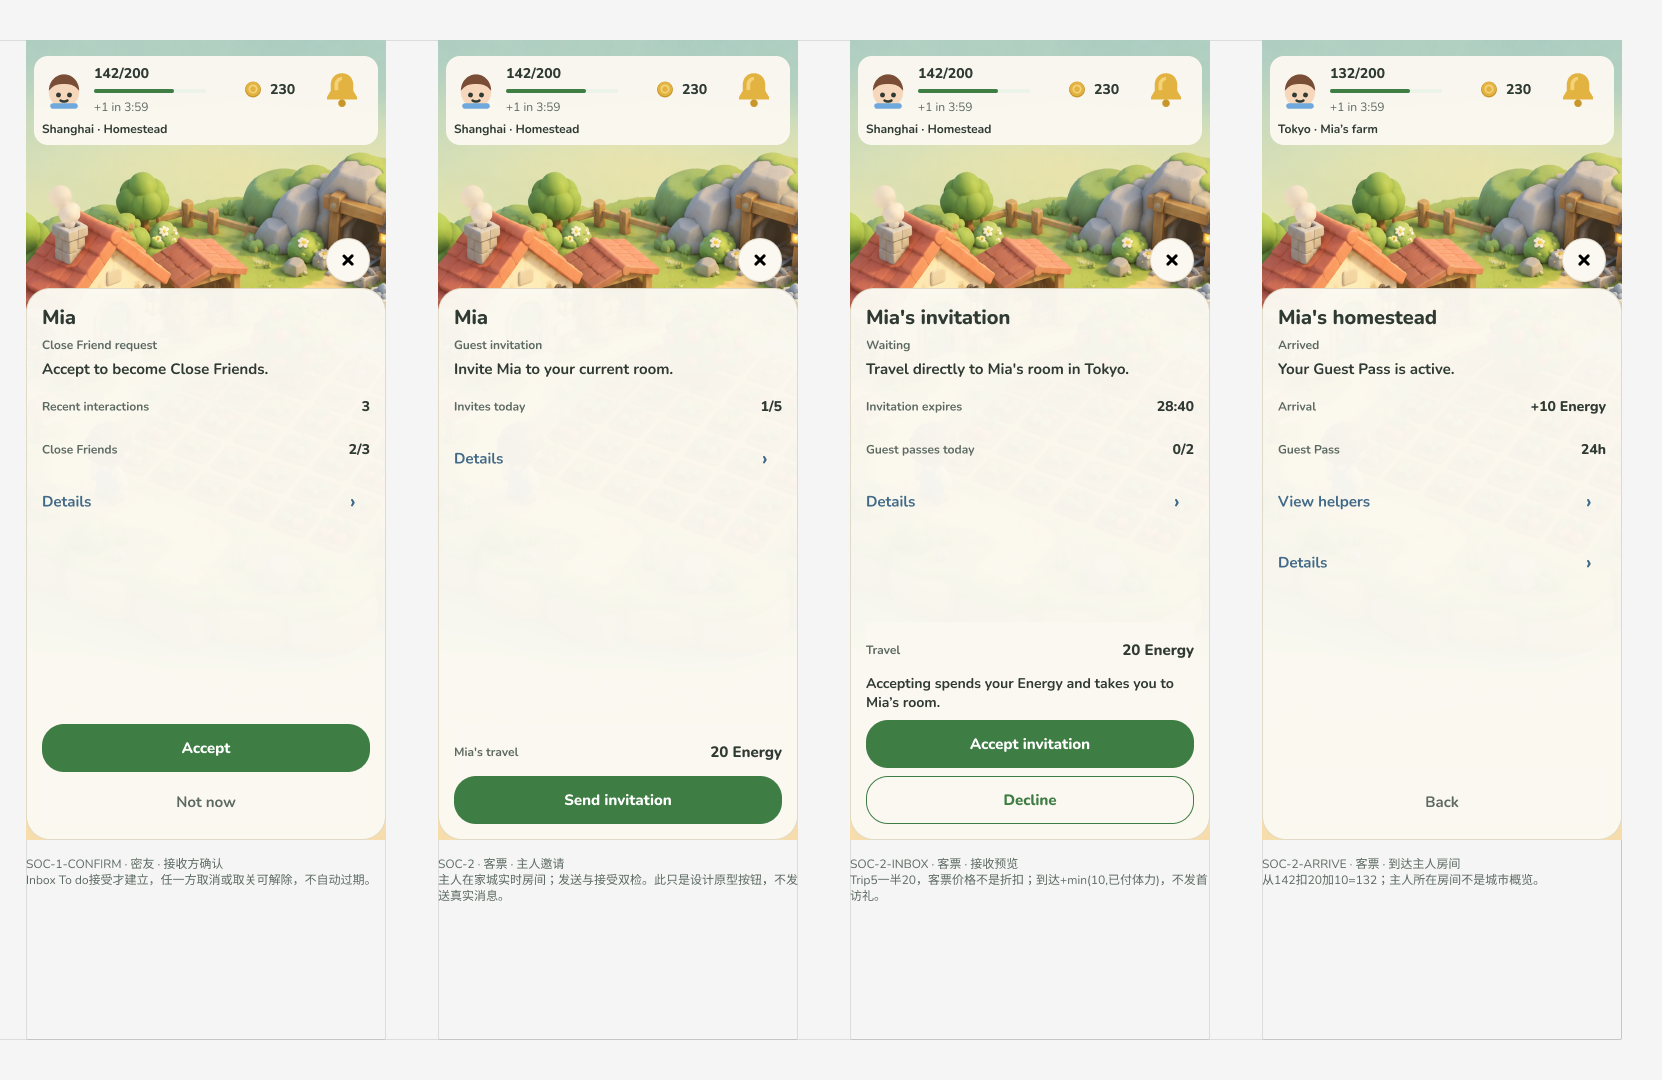 142/200
+1 in 3:59
230
Shanghai · Homestead
Mia
Close Friend request
Accept to become Close Friends.
Recent interactions 3
Close Friends 2/3
Details ›
Accept
Not now
SOC-1-CONFIRM · 密友 · 接收方确认
Inbox To do接受才建立，任一方取消或取关可解除，不自动过期。
142/200
+1 in 3:59
230
Shanghai · Homestead
Mia
Guest invitation
Invite Mia to your current room.
Invites today 1/5
Details ›
Mia's travel 20 Energy
Send invitation
SOC-2 · 客票 · 主人邀请
主人在家城实时房间；发送与接受双检。此只是设计原型按钮，不发
送真实消息。
142/200
+1 in 3:59
230
Shanghai · Homestead
Mia's invitation
Waiting
Travel directly to Mia's room in Tokyo.
Invitation expires 28:40
Guest passes today 0/2
Details ›
Travel 20 Energy
Accepting spends your Energy and takes you to
Mia's room.
Accept invitation
Decline
SOC-2-INBOX · 客票 · 接收预览
Trip5一半20，客票价格不是折扣；到达+min(10,已付体力)，不发首
访礼。
132/200
+1 in 3:59
230
Tokyo · Mia's farm
Mia's homestead
Arrived
Your Guest Pass is active.
Arrival +10 Energy
Guest Pass 24h
View helpers ›
Details ›
Back
SOC-2-ARRIVE · 客票 · 到达主人房间
从142扣20加10=132；主人所在房间不是城市概览。